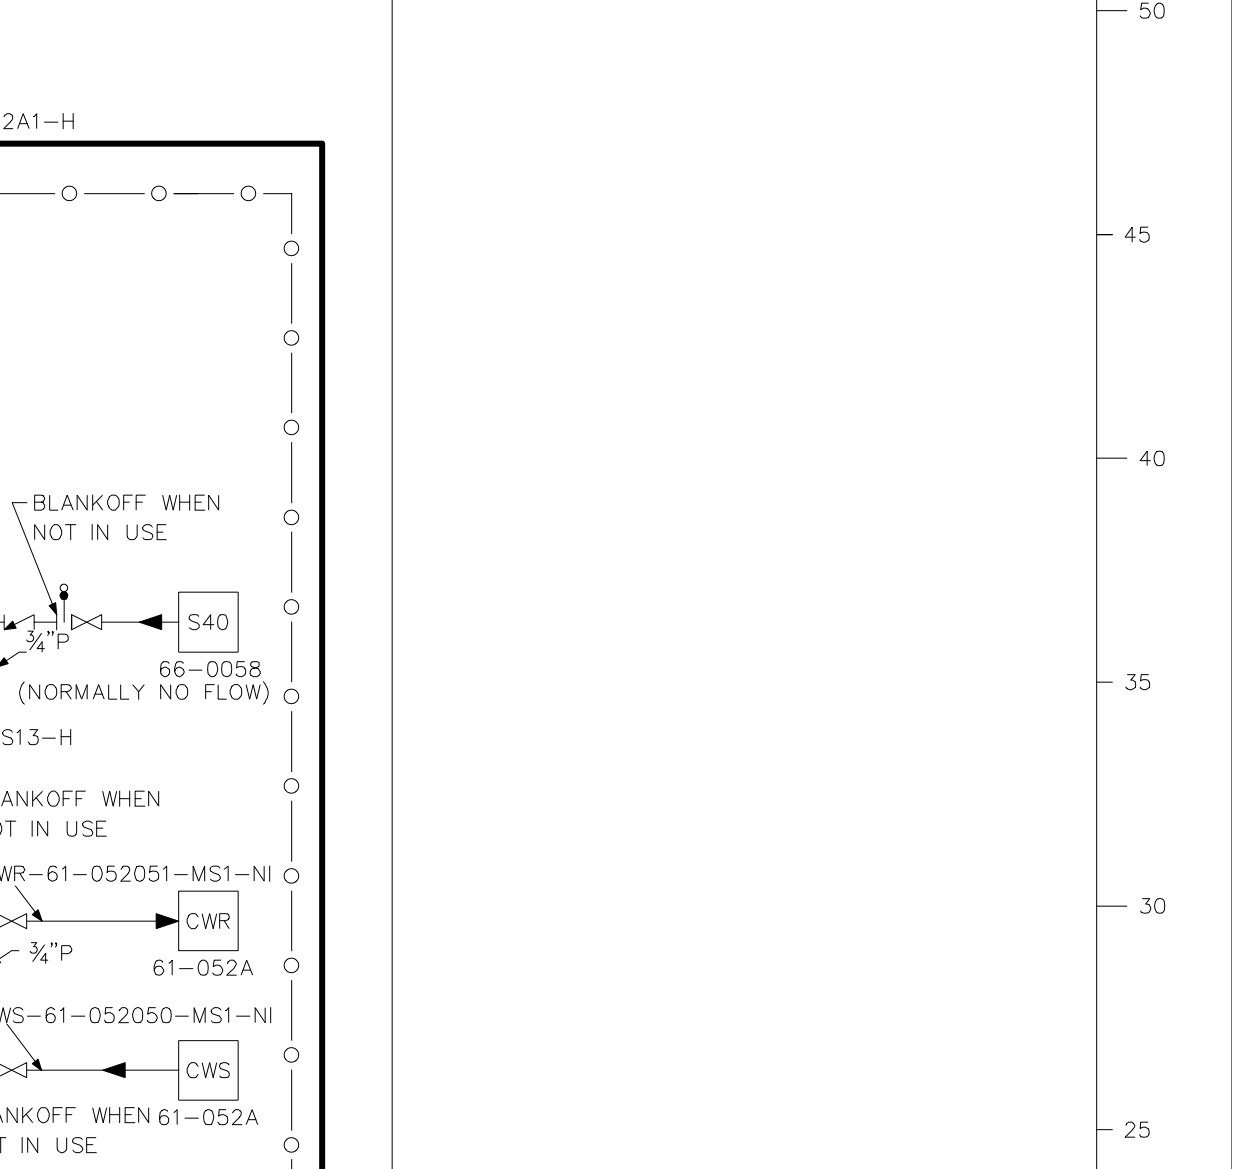 50
2A1-H
45
40
BLANKOFF WHEN
NOT IN USE
S40
¾"P
66-0058
(NORMALLY NO FLOW)
35
S13-H
ANKOFF WHEN
OT IN USE
WR-61-052051-MS1-NI
30
CWR
¾"P
61-052A
WS-61-052050-MS1-NI
CWS
ANKOFF WHEN
61-052A
25
T IN USE